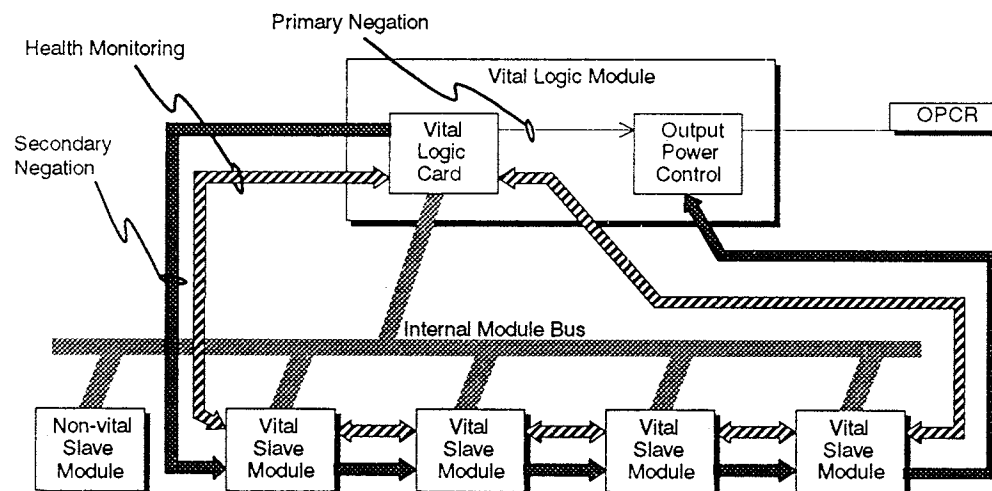 Primary Negation
Health Monitoring
Vital Logic Module
OPCR
Vital
Logic
Card
Output
Power
Control
Secondary
Negation
Internal Module Bus
Non-vital
Slave
Module
Vital
Slave
Module
Vital
Slave
Module
Vital
Slave
Module
Vital
Slave
Module